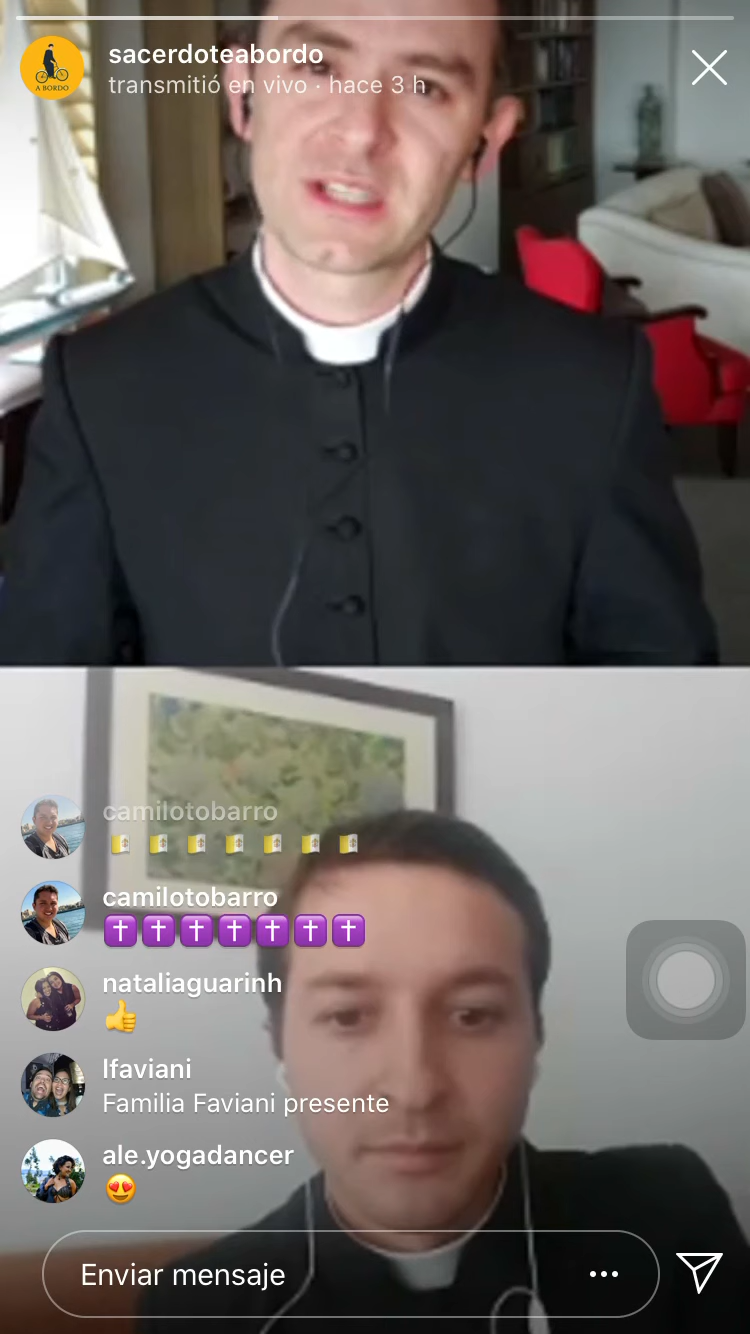 sacerdoteabordo
transmitió en vivo · hace 3 h
A BORDO
camilotobarro
camilotobarro
nataliaguarinh
lfaviani
Familia Faviani presente
ale.yogadancer
Enviar mensaje